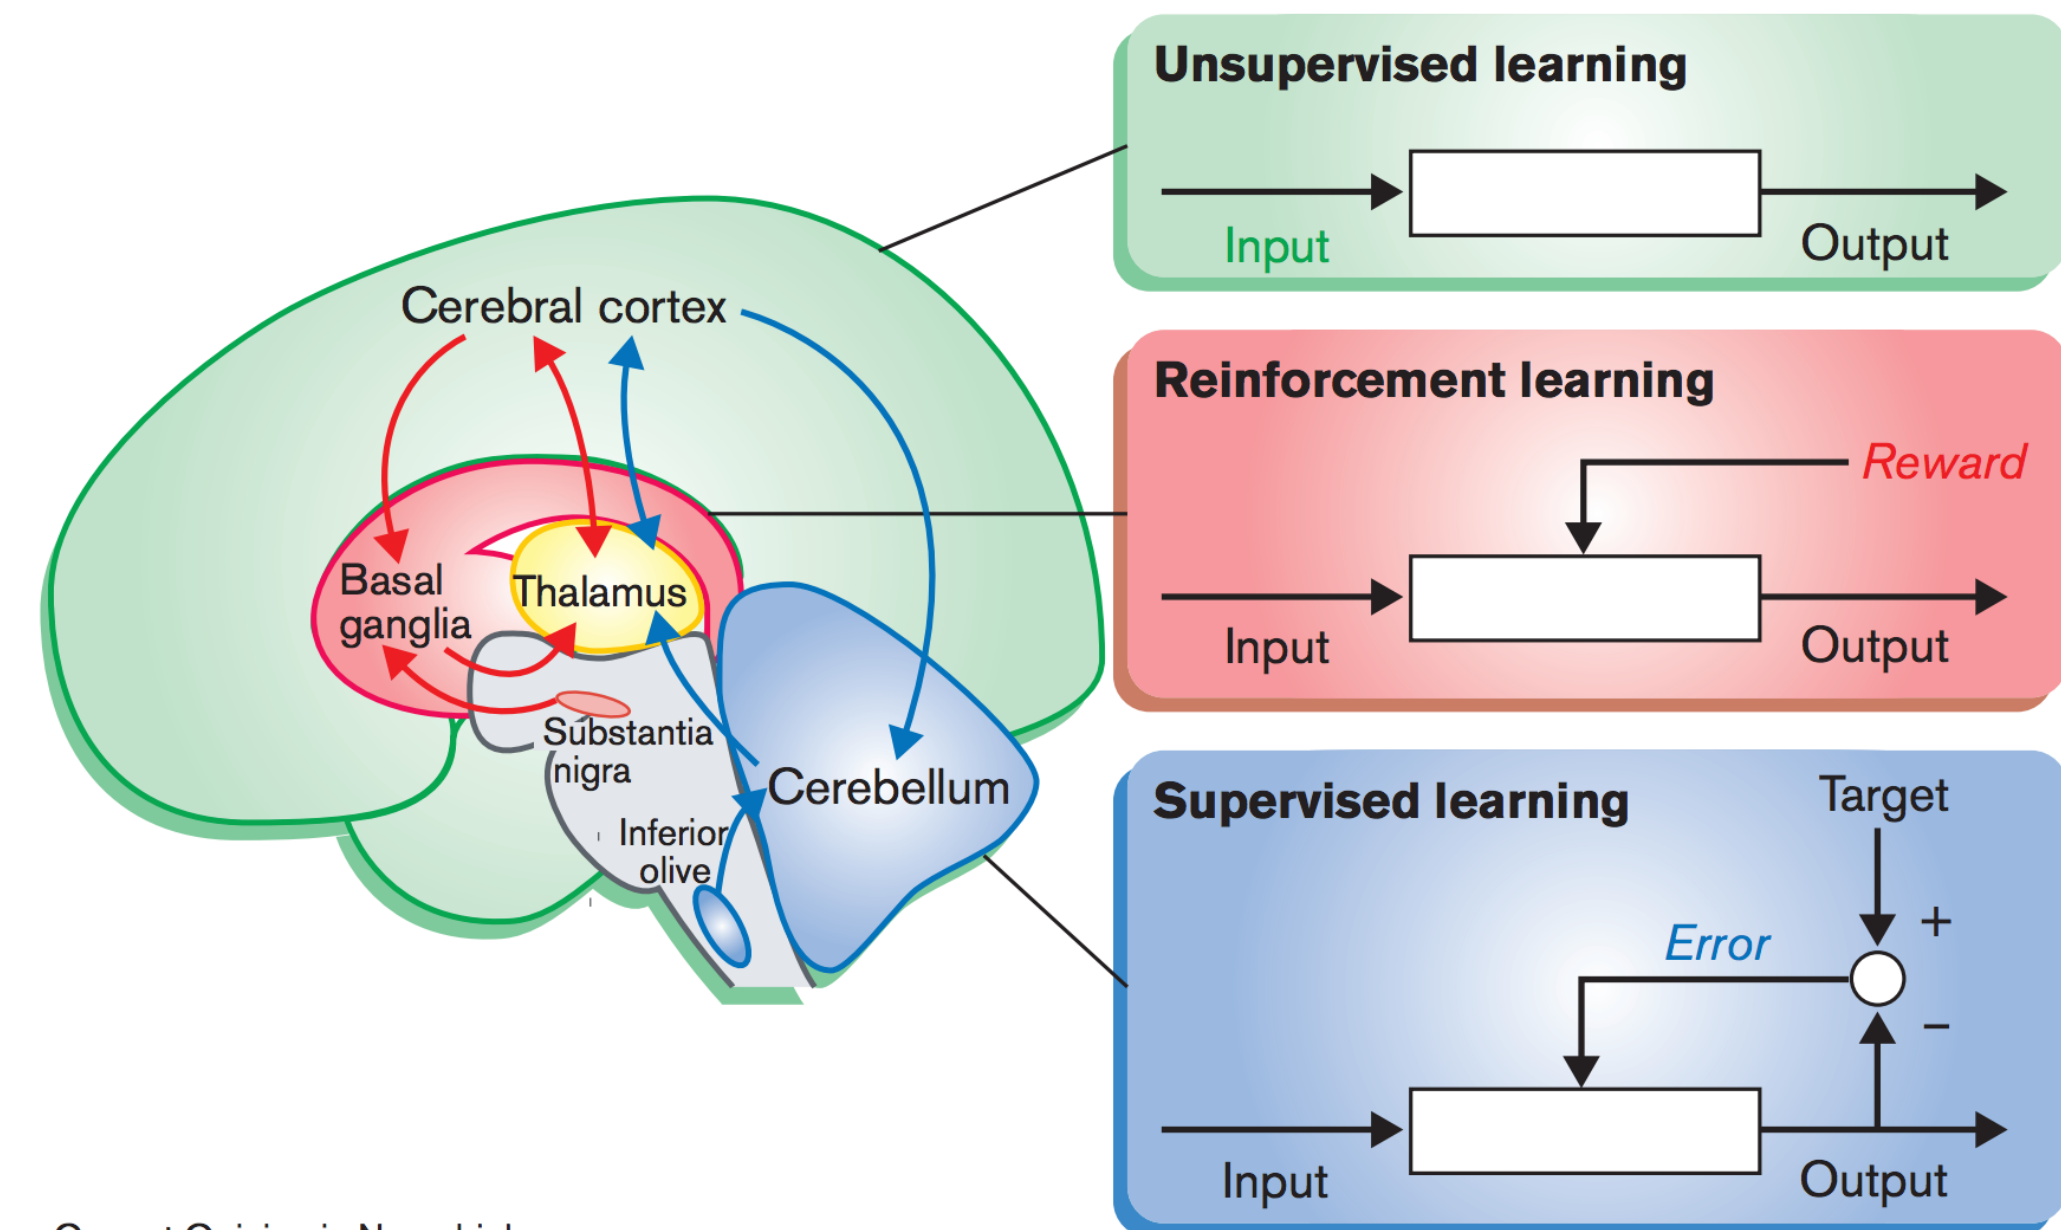 Unsupervised learning
Input
Output
Cerebral cortex
Reinforcement learning
Reward
Basal
ganglia
Thalamus
Input
Output
Substantia
nigra
Cerebellum
Inferior
olive
Supervised learning
Target
+
Error
−
Input
Output